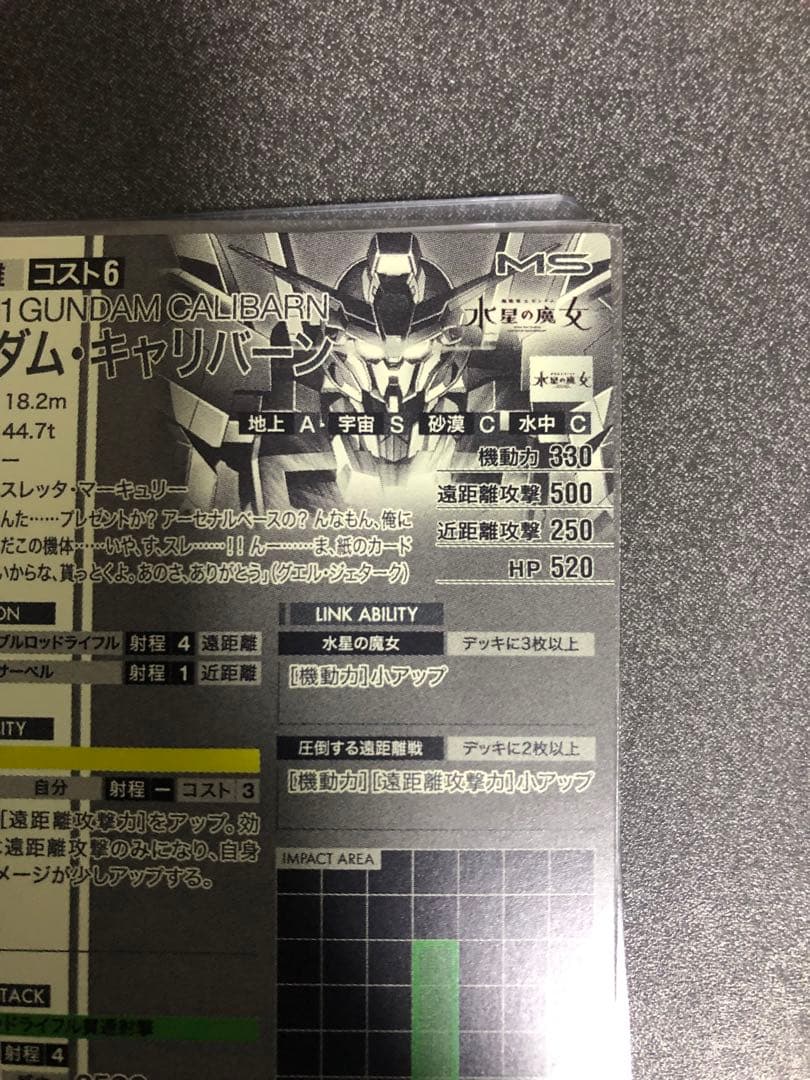 離 コスト6
MS
1 GUNDAM CALIBARN
ダム・キャリバーン
水星の魔女
水星の魔女
18.2m
44.7t
ー
地上 A 宇宙 S 砂漠 C 水中 C
機動力 330
遠距離攻撃 500
近距離攻撃 250
HP 520
スレッタ・マーキュリー
んた……プレゼントか? アーセナルベースの? んなもん、俺に
だこの機体……いや、す、スレ……!! んー……ま、紙のカード
いからな、貰っとくよ。あのさ、ありがとう」(グエル・ジェターク)
ON
ブルロッドライフル 射程 4 遠距離
サーベル 射程 1 近距離
LINK ABILITY
水星の魔女 デッキに3枚以上
[機動力]小アップ
圧倒する遠距離戦 デッキに2枚以上
[機動力][遠距離攻撃力]小アップ
LITY
自分 射程 ー コスト 3
[遠距離攻撃力]をアップ。効
遠距離攻撃のみになり、自身
メージが少しアップする。
IMPACT AREA
TACK
ドライフル貫通射撃
射程 4